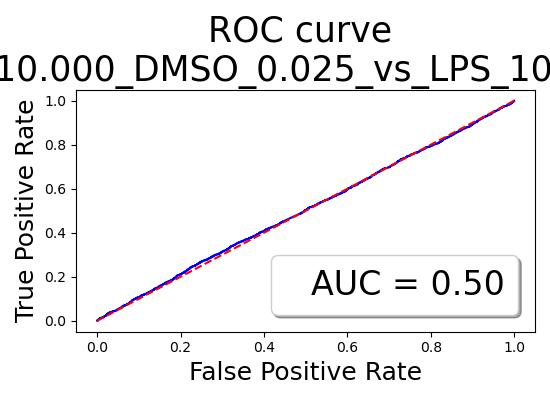 ROC curve
10.000_DMSO_0.025_vs_LPS_10
True Positive Rate
1.0
0.8
0.6
0.4
0.2
0.0
AUC = 0.50
0.0 0.2 0.4 0.6 0.8 1.0
False Positive Rate